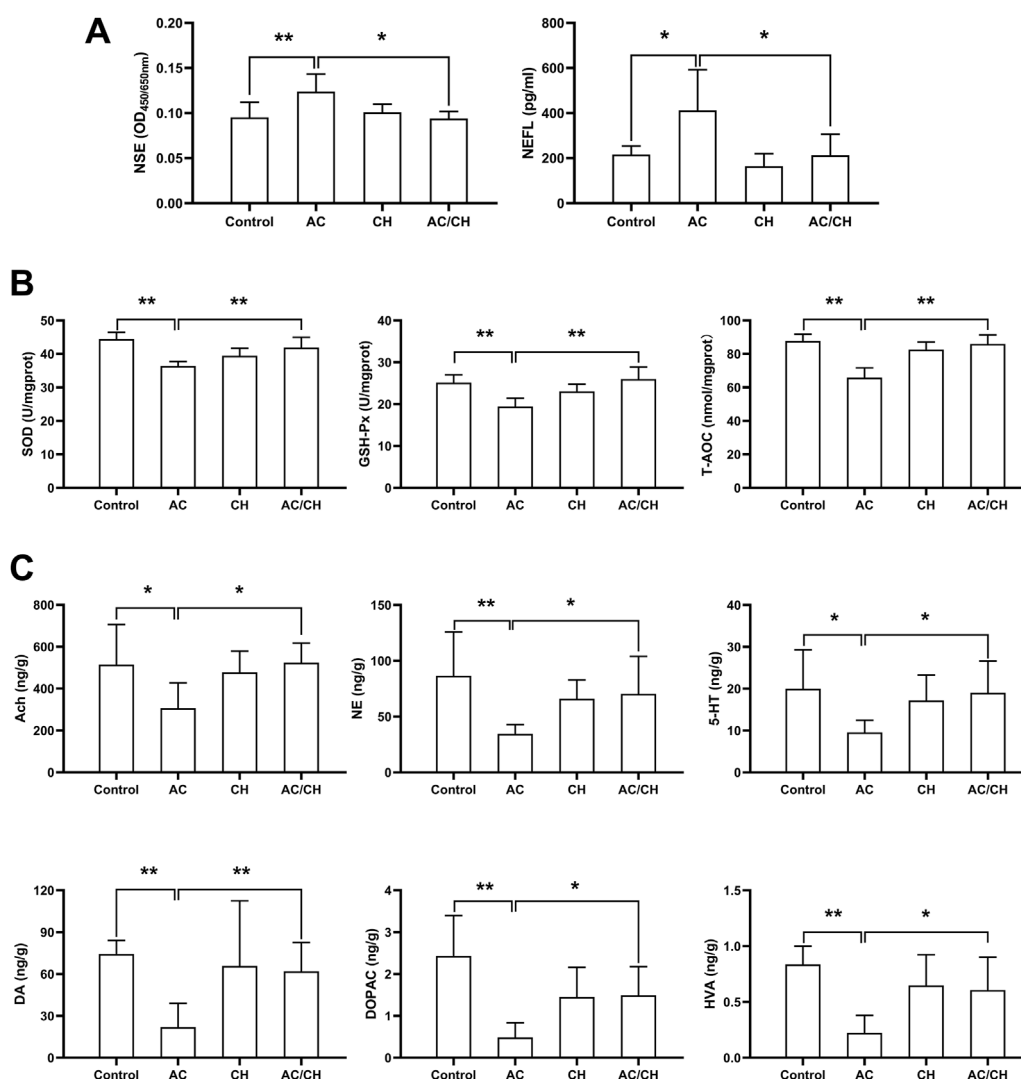 A
NSE (OD450/650nm)
0.20
0.15
0.10
0.05
0.00
** *
Control AC CH AC/CH
NEFL (pg/ml)
800
600
400
200
0
* *
Control AC CH AC/CH
B
SOD (U/mgprot)
50
40
30
20
10
0
** **
Control AC CH AC/CH
GSH-Px (U/mgprot)
40
30
20
10
0
** **
Control AC CH AC/CH
T-AOC (nmol/mgprot)
100
80
60
40
20
0
** **
Control AC CH AC/CH
C
Ach (ng/g)
800
600
400
200
0
* *
Control AC CH AC/CH
NE (ng/g)
150
100
50
0
** *
Control AC CH AC/CH
5-HT (ng/g)
40
30
20
10
0
* *
Control AC CH AC/CH
DA (ng/g)
120
90
60
30
0
** **
Control AC CH AC/CH
DOPAC (ng/g)
4
3
2
1
0
** *
Control AC CH AC/CH
HVA (ng/g)
1.5
1.0
0.5
0.0
** *
Control AC CH AC/CH